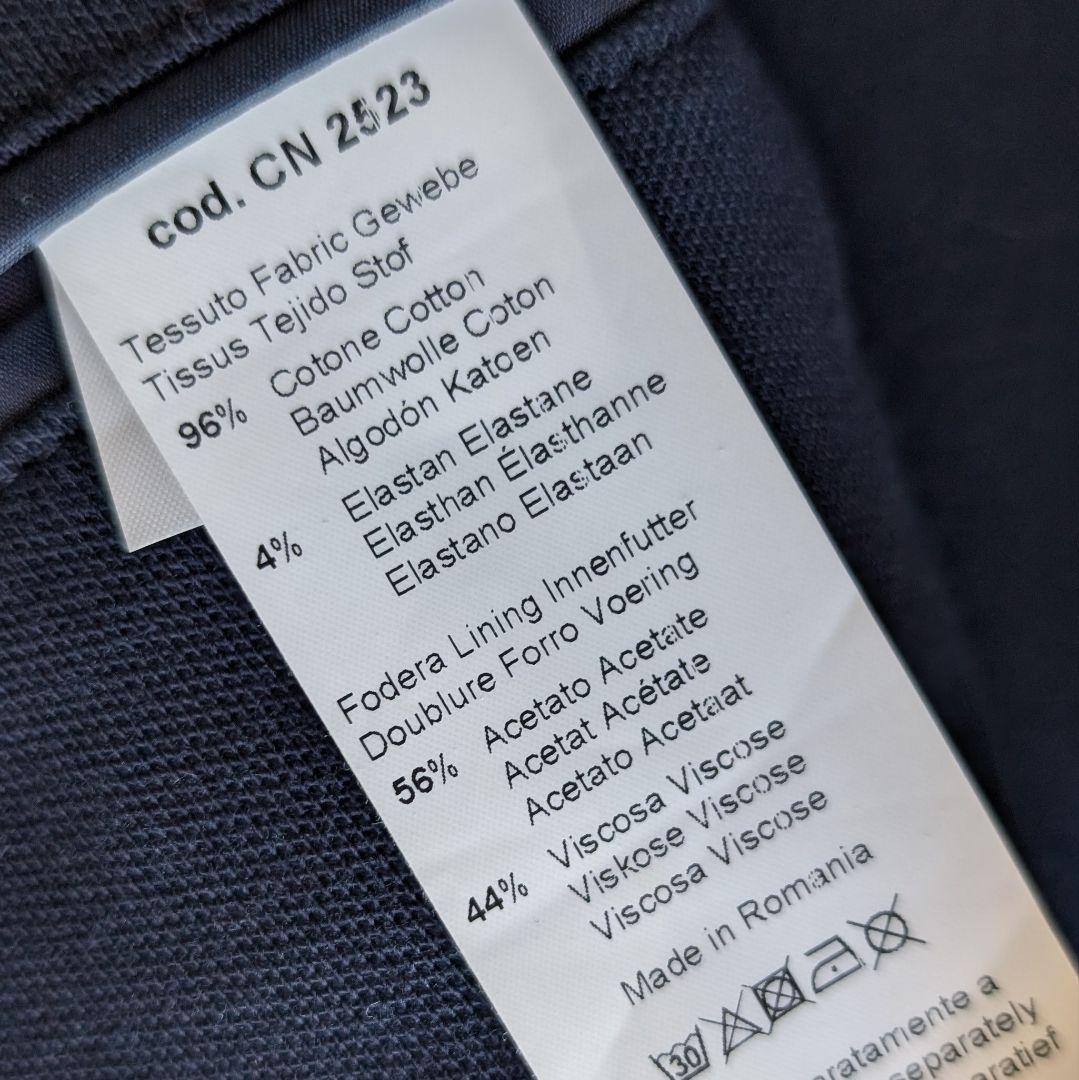 cod. CN 2523
Tessuto Fabric Gewebe
Tissus Tejido Stof
96% Cotone Cotton
Baumwolle Coton
Algodón Katoen
4% Elastan Elastane
Elasthan Élasthanne
Elastano Elastaan
Fodera Lining Innenfutter
Doublure Forro Voering
56% Acetato Acetate
Acetat Acétate
Acetato Acetaat
44% Viscosa Viscose
Viskose Viscose
Viscosa Viscose
Made in Romania
30
ratamente a
separately
aratief